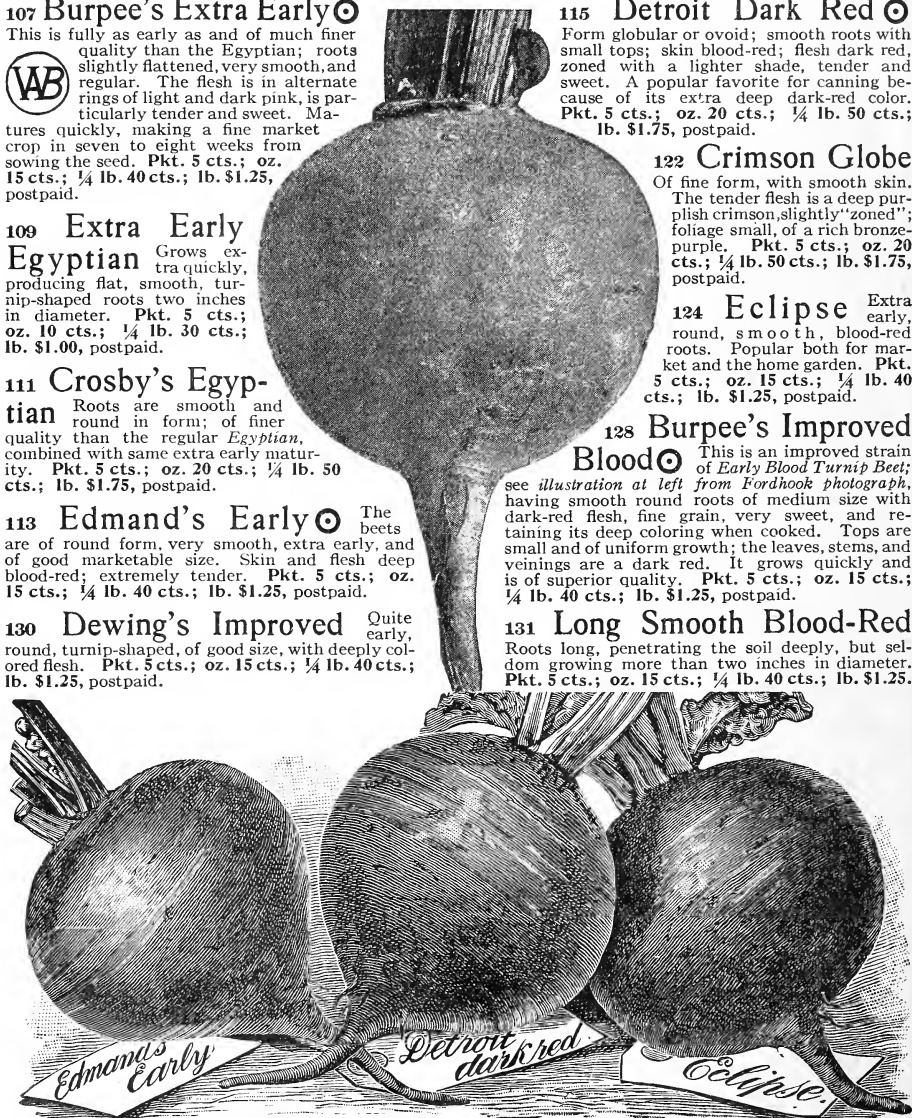 107 Burpee's Extra Early
This is fully as early as and of much finer
quality than the Egyptian; roots
slightly flattened, very smooth, and
regular. The flesh is in alternate
rings of light and dark pink, is par-
ticularly tender and sweet. Ma-
tures quickly, making a fine market
crop in seven to eight weeks from
sowing the seed. Pkt. 5 cts.; oz.
15 cts.; ¼ lb. 40 cts.; lb. $1.25,
postpaid.
WAB
109 Extra Early
Egyptian Grows ex-
tra quickly,
producing flat, smooth, tur-
nip-shaped roots two inches
in diameter. Pkt. 5 cts.;
oz. 10 cts.; ¼ lb. 30 cts.;
lb. $1.00, postpaid.
111 Crosby's Egyp-
tian Roots are smooth and
round in form; of finer
quality than the regular Egyptian,
combined with same extra early matur-
ity. Pkt. 5 cts.; oz. 20 cts.; ¼ lb. 50
cts.; lb. $1.75, postpaid.
113 Edmand's Early The
beets
are of round form, very smooth, extra early, and
of good marketable size. Skin and flesh deep
blood-red; extremely tender. Pkt. 5 cts.; oz.
15 cts.; ¼ lb. 40 cts.; lb. $1.25, postpaid.
130 Dewing's Improved Quite
early,
round, turnip-shaped, of good size, with deeply col-
ored flesh. Pkt. 5 cts.; oz. 15 cts.; ¼ lb. 40 cts.;
lb. $1.25, postpaid.
115 Detroit Dark Red
Form globular or ovoid; smooth roots with
small tops; skin blood-red; flesh dark red,
zoned with a lighter shade, tender and
sweet. A popular favorite for canning be-
cause of its extra deep dark-red color.
Pkt. 5 cts.; oz. 20 cts.; ¼ lb. 50 cts.;
lb. $1.75, postpaid.
122 Crimson Globe
Of fine form, with smooth skin.
The tender flesh is a deep pur-
plish crimson, slightly "zoned";
foliage small, of a rich bronze-
purple. Pkt. 5 cts.; oz. 20
cts.; ¼ lb. 50 cts.; lb. $1.75,
postpaid.
124 Eclipse Extra
early,
round, smooth, blood-red
roots. Popular both for mar-
ket and the home garden. Pkt.
5 cts.; oz. 15 cts.; ¼ lb. 40
cts.; lb. $1.25, postpaid.
128 Burpee's Improved
Blood This is an improved strain
of Early Blood Turnip Beet;
see illustration at left from Fordhook photograph,
having smooth round roots of medium size with
dark-red flesh, fine grain, very sweet, and re-
taining its deep coloring when cooked. Tops are
small and of uniform growth; the leaves, stems, and
veinings are a dark red. It grows quickly and
is of superior quality. Pkt. 5 cts.; oz. 15 cts.;
¼ lb. 40 cts.; lb. $1.25, postpaid.
131 Long Smooth Blood-Red
Roots long, penetrating the soil deeply, but sel-
dom growing more than two inches in diameter.
Pkt. 5 cts.; oz. 15 cts.; ¼ lb. 40 cts.; lb. $1.25.
Edmands
Early
Detroit
dark red.
Eclipse.